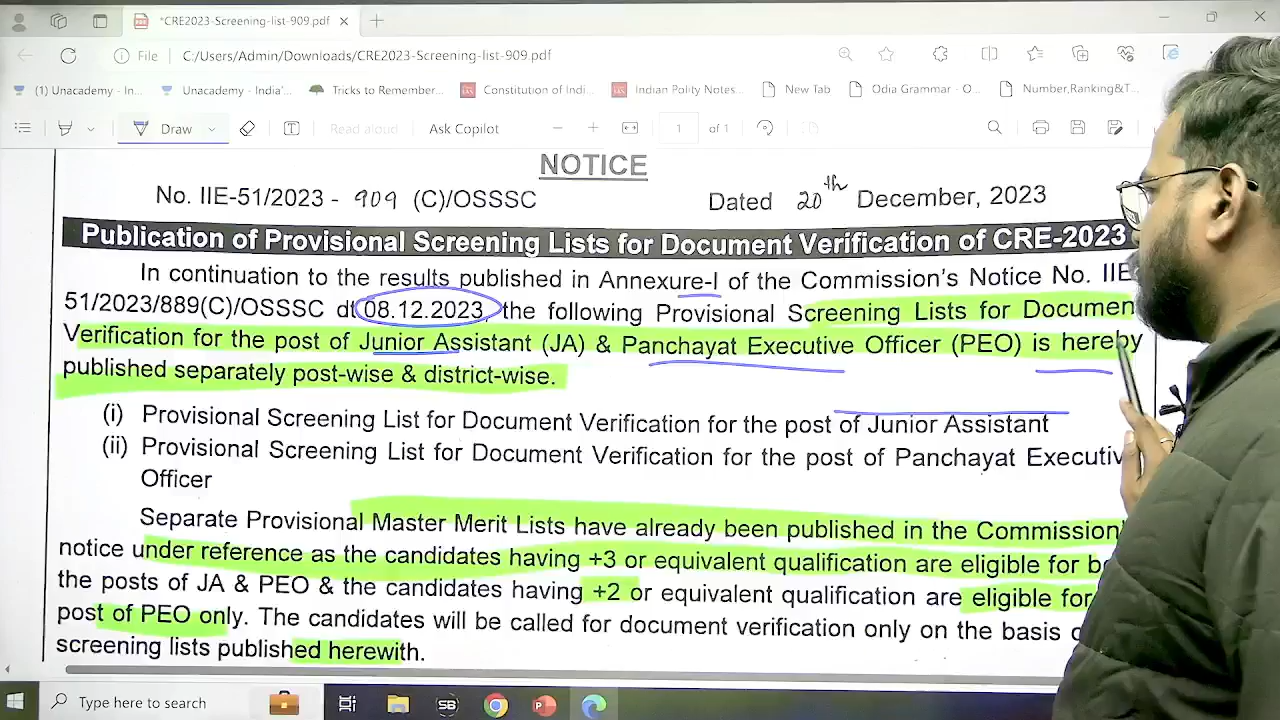 *CRE2023-Screening-list-909.pdf
File C:/Users/Admin/Downloads/CRE2023-Screening-list-909.pdf
(1) Unacademy - In... Unacademy - India'... Tricks to Remember... Constitution of Indi... Indian Polity Notes... New Tab Odia Grammar - O... Number,Ranking&T...
Draw Read aloud Ask Copilot 1 of 1
NOTICE
No. IIE-51/2023 - 909 (C)/OSSSC Dated 20th December, 2023
Publication of Provisional Screening Lists for Document Verification of CRE-2023
In continuation to the results published in Annexure-I of the Commission's Notice No. IIE
51/2023/889(C)/OSSSC dt 08.12.2023, the following Provisional Screening Lists for Documen
Verification for the post of Junior Assistant (JA) & Panchayat Executive Officer (PEO) is hereby
published separately post-wise & district-wise.
(i) Provisional Screening List for Document Verification for the post of Junior Assistant
(ii) Provisional Screening List for Document Verification for the post of Panchayat Executiv
Officer
Separate Provisional Master Merit Lists have already been published in the Commission'
notice under reference as the candidates having +3 or equivalent qualification are eligible for
the posts of JA & PEO & the candidates having +2 or equivalent qualification are eligible for
post of PEO only. The candidates will be called for document verification only on the basis
screening lists published herewith.
Type here to search SB